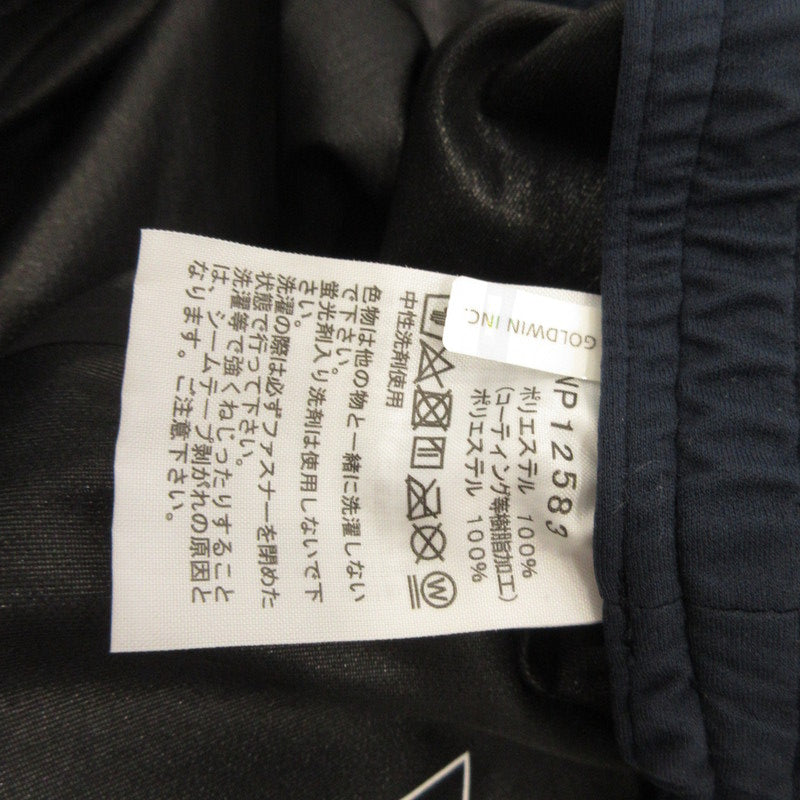 GOLDWIN INC.
NP12583
ポリエステル 100%
(コーティング等樹脂加工)
ポリエステル 100%
W
中性洗剤使用
色物は他の物と一緒に洗濯しない
で下さい。
蛍光剤入り洗剤は使用しないで下
さい。
洗濯の際は必ずファスナーを閉めた
状態で行って下さい。
洗濯等で強くねじったりすること
は、シームテープ剥がれの原因と
なります。ご注意下さい。